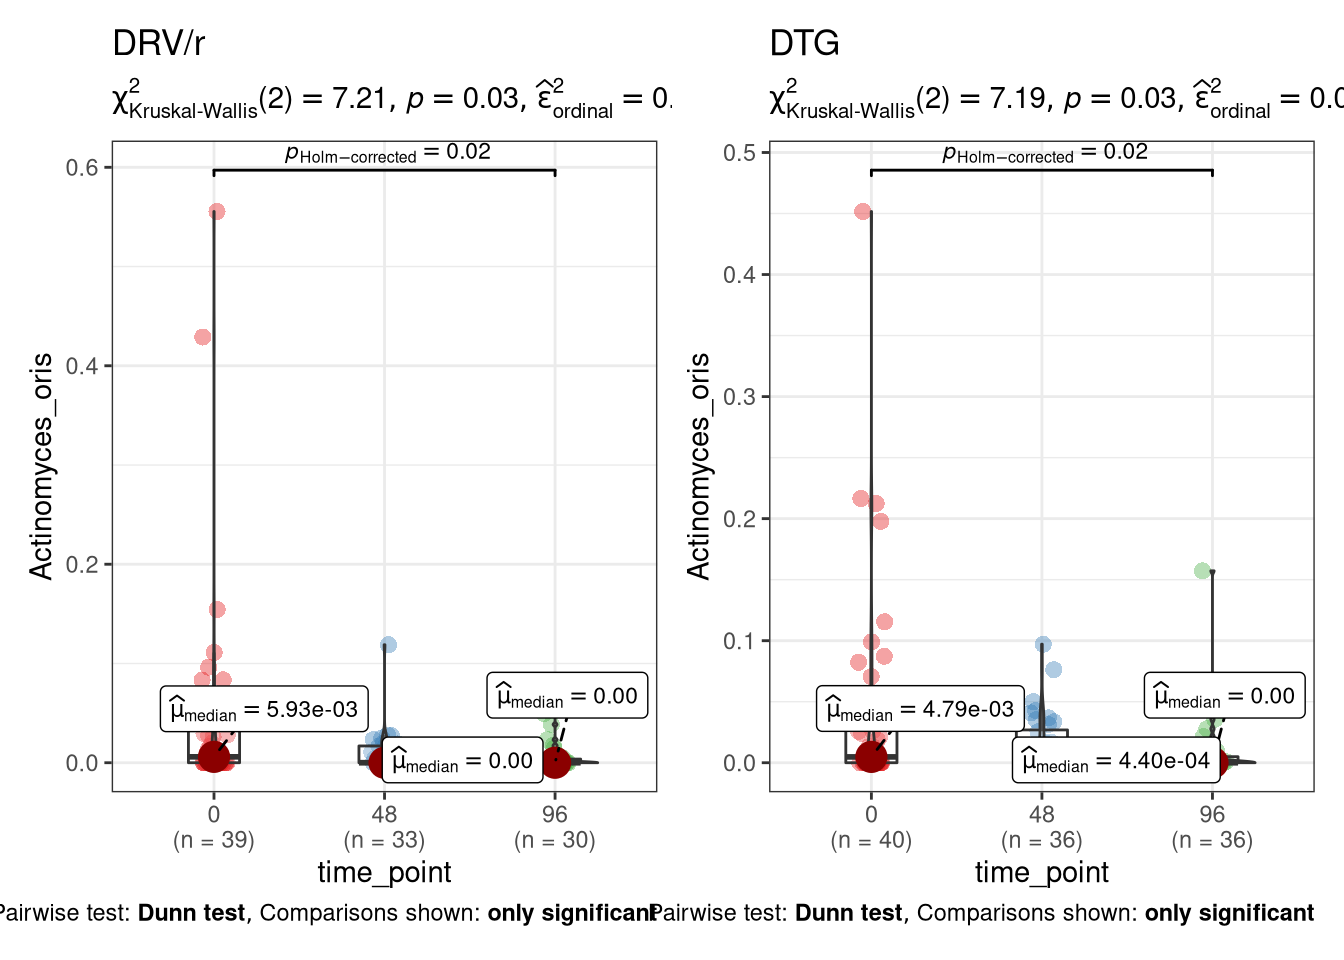 DRV/r
χ²Kruskal-Wallis(2) = 7.21, p = 0.03, ε̂²ordinal = 0.
pHolm−corrected = 0.02
0.6
0.4
0.2
0.0
Actinomyces_oris
μ̂median = 5.93e-03
μ̂median = 0.00
μ̂median = 0.00
0 48 96
(n = 39) (n = 33) (n = 30)
time_point
Pairwise test: Dunn test, Comparisons shown: only significant
DTG
χ²Kruskal-Wallis(2) = 7.19, p = 0.03, ε̂²ordinal = 0.0
pHolm−corrected = 0.02
0.5
0.4
0.3
0.2
0.1
0.0
Actinomyces_oris
μ̂median = 4.79e-03
μ̂median = 4.40e-04
μ̂median = 0.00
0 48 96
(n = 40) (n = 36) (n = 36)
time_point
Pairwise test: Dunn test, Comparisons shown: only significant